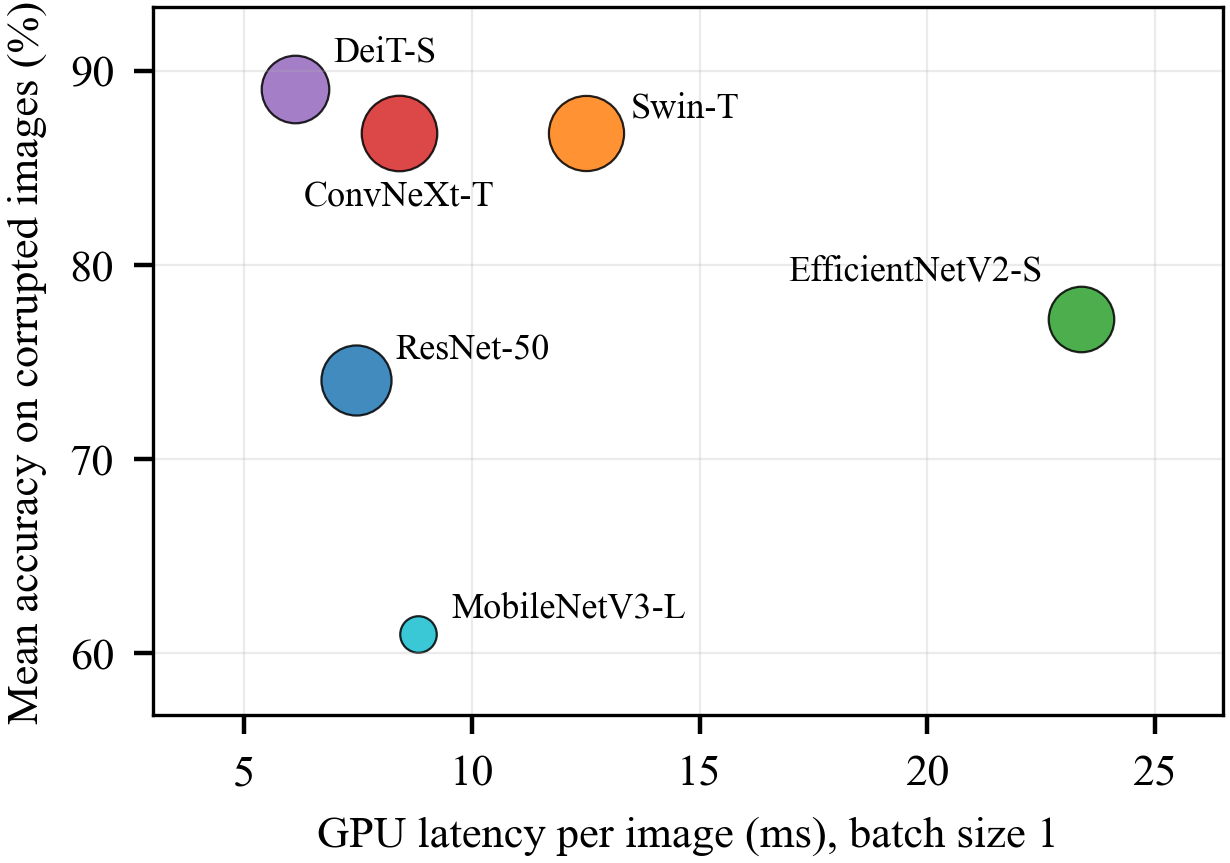 Mean accuracy on corrupted images (%)
90
80
70
60
DeiT-S
Swin-T
ConvNeXt-T
EfficientNetV2-S
ResNet-50
MobileNetV3-L
5 10 15 20 25
GPU latency per image (ms), batch size 1